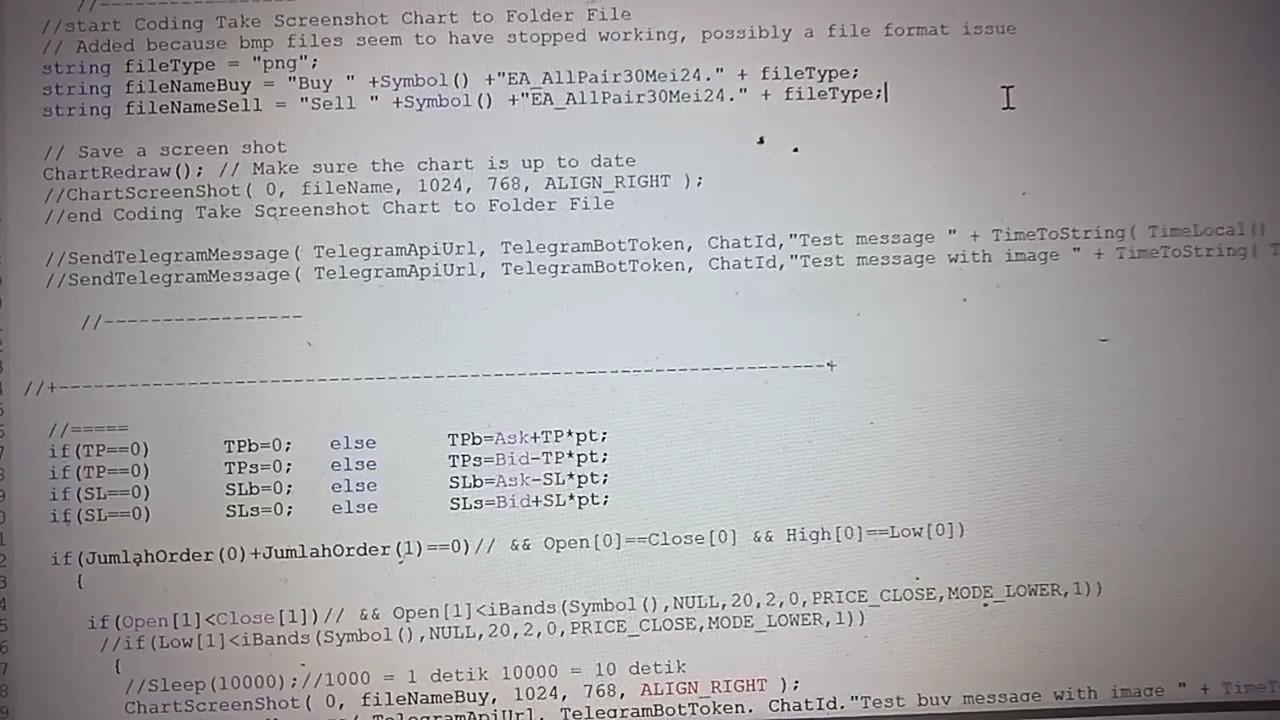 //-----------------
//start Coding Take Screenshot Chart to Folder File
// Added because bmp files seem to have stopped working, possibly a file format issue
string fileType = "png";
string fileNameBuy = "Buy " +Symbol() +"EA_AllPair30Mei24." + fileType;
string fileNameSell = "Sell " +Symbol() +"EA_AllPair30Mei24." + fileType;
// Save a screen shot
ChartRedraw(); // Make sure the chart is up to date
//ChartScreenShot( 0, fileName, 1024, 768, ALIGN_RIGHT );
//end Coding Take Screenshot Chart to Folder File
//SendTelegramMessage( TelegramApiUrl, TelegramBotToken, ChatId,"Test message " + TimeToString( TimeLocal()
//SendTelegramMessage( TelegramApiUrl, TelegramBotToken, ChatId,"Test message with image " + TimeToString( T
//-----------------
//+------------------------------------------------------------------+
//=====
if(TP==0) TPb=0; else TPb=Ask+TP*pt;
if(TP==0) TPs=0; else TPs=Bid-TP*pt;
if(SL==0) SLb=0; else SLb=Ask-SL*pt;
if(SL==0) SLs=0; else SLs=Bid+SL*pt;
if(JumlahOrder(0)+JumlahOrder(1)==0)// && Open[0]==Close[0] && High[0]==Low[0])
{
if(Open[1]<Close[1])// && Open[1]<iBands(Symbol(),NULL,20,2,0,PRICE_CLOSE,MODE_LOWER,1))
//if(Low[1]<iBands(Symbol(),NULL,20,2,0,PRICE_CLOSE,MODE_LOWER,1))
{
//Sleep(10000);//1000 = 1 detik 10000 = 10 detik
ChartScreenShot( 0, fileNameBuy, 1024, 768, ALIGN_RIGHT );
TelegramApiUrl, TelegramBotToken, ChatId,"Test buy message with image " + TimeT